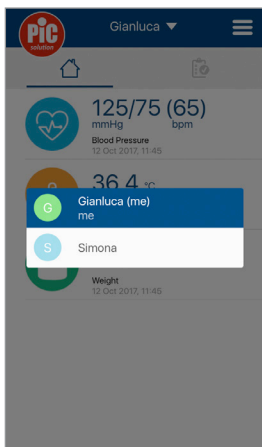 PiC
solution
Gianluca ▼
125/75 (65)
mmHg bpm
Blood Pressure
12 Oct 2017, 11:45
36.4 °C
G
Gianluca (me)
me
S
Simona
Weight
12 Oct 2017, 11:45